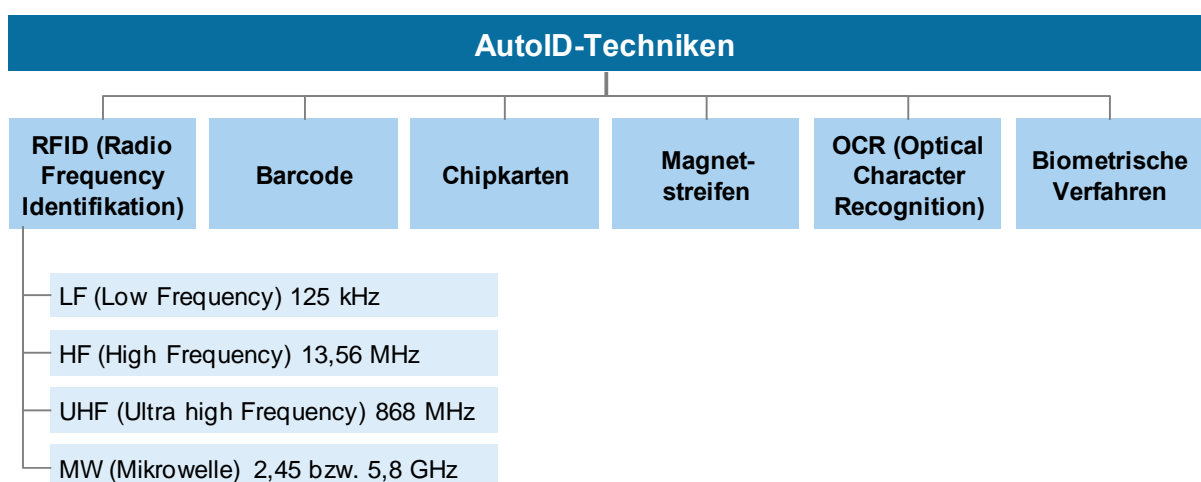 AutoID-Techniken
RFID (Radio
Frequency
Identifikation)
Barcode
Chipkarten
Magnet-
streifen
OCR (Optical
Character
Recognition)
Biometrische
Verfahren
LF (Low Frequency) 125 kHz
HF (High Frequency) 13,56 MHz
UHF (Ultra high Frequency) 868 MHz
MW (Mikrowelle) 2,45 bzw. 5,8 GHz